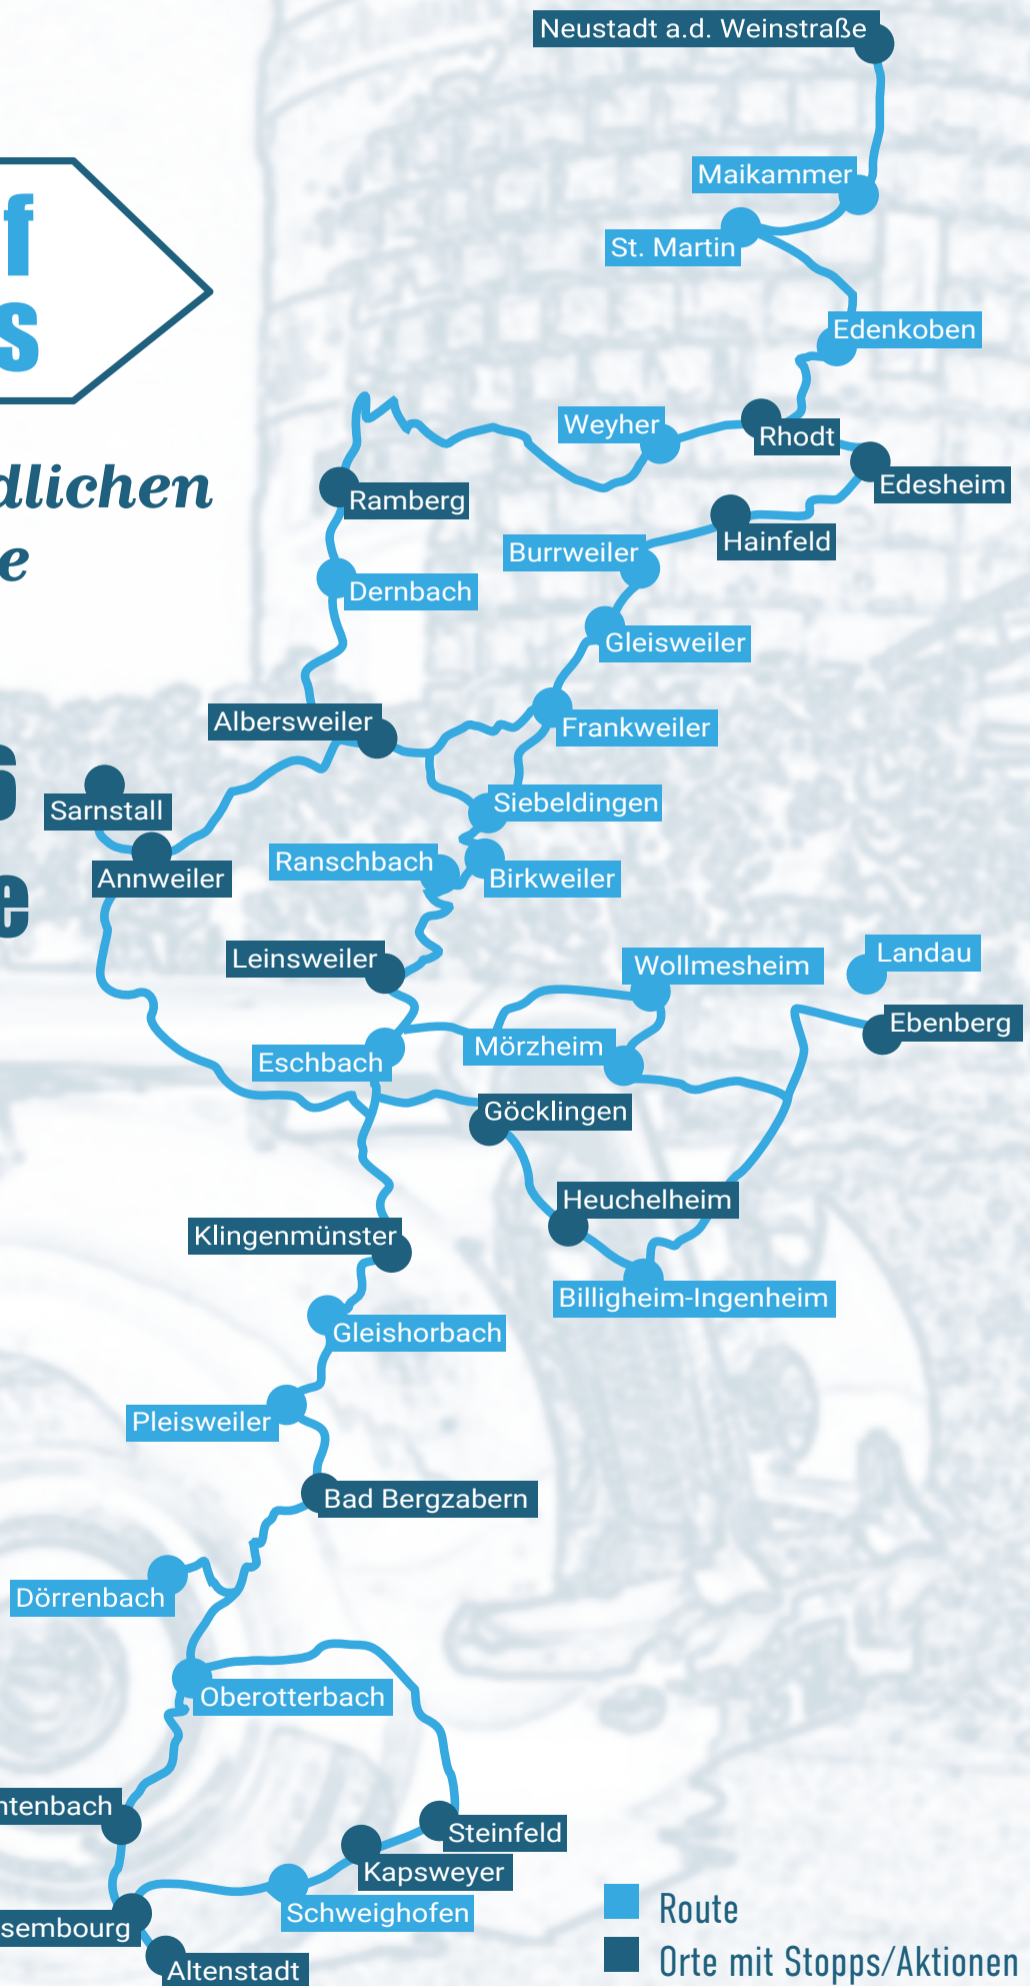 Neustadt a.d. Weinstraße
Maikammer
f
St. Martin
s
Edenkoben
Weyher
Rhodt
dlichen
Edesheim
Ramberg
Hainfeld
e
Burrweiler
Dernbach
Gleisweiler
Albersweiler
Frankweiler
Siebeldingen
Sarnstall
Ranschbach
Birkweiler
Annweiler
e
Leinsweiler
Landau
Wollmesheim
Ebenberg
Mörzheim
Eschbach
Göcklingen
Heuchelheim
Klingenmünster
Billigheim-Ingenheim
Gleishorbach
Pleisweiler
Bad Bergzabern
Dörrenbach
Oberotterbach
ntenbach
Steinfeld
Kapsweyer
Route
Schweighofen
sembourg
Orte mit Stopps/Aktionen
Altenstadt